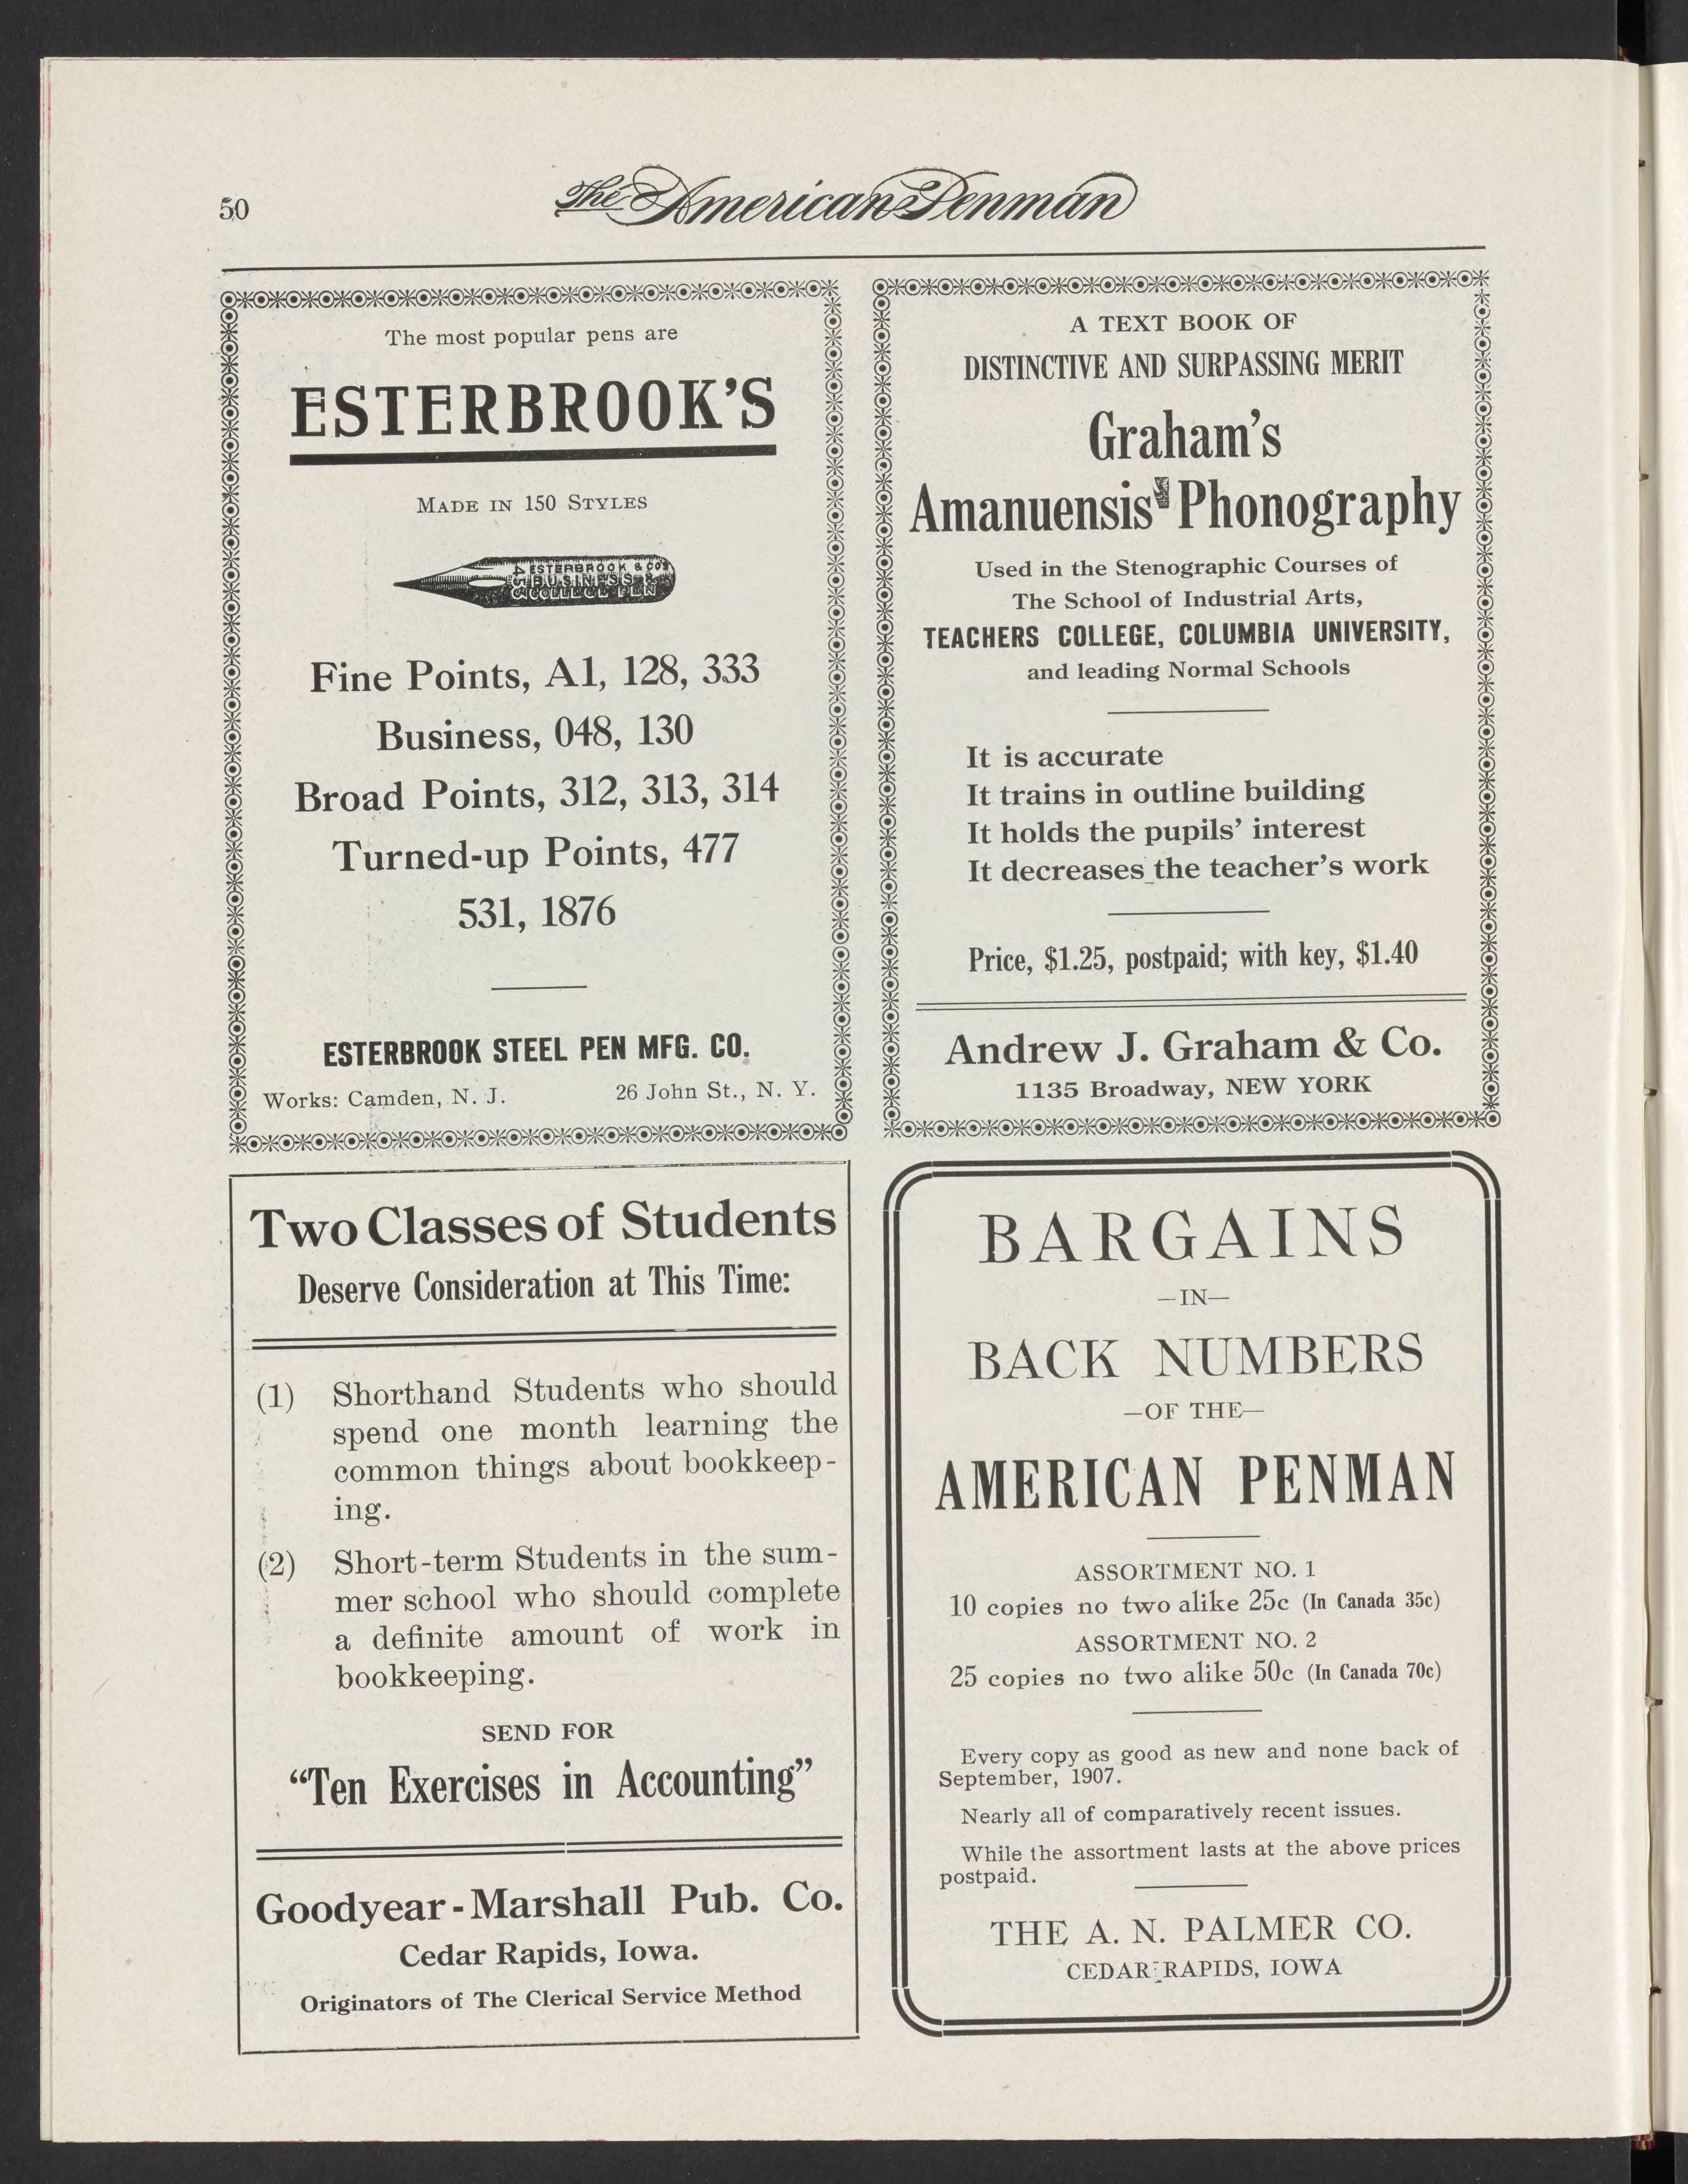 50
The American Penman
The most popular pens are
ESTERBROOK'S
MADE IN 150 STYLES
ESTERBROOK & CO'S
BUSINESS &
COLLEGE PEN
Fine Points, A1, 128, 333
Business, 048, 130
Broad Points, 312, 313, 314
Turned-up Points, 477
531, 1876
ESTERBROOK STEEL PEN MFG. CO.
Works: Camden, N. J. 26 John St., N. Y.
A TEXT BOOK OF
DISTINCTIVE AND SURPASSING MERIT
Graham's
Amanuensis Phonography
Used in the Stenographic Courses of
The School of Industrial Arts,
TEACHERS COLLEGE, COLUMBIA UNIVERSITY,
and leading Normal Schools
It is accurate
It trains in outline building
It holds the pupils' interest
It decreases the teacher's work
Price, $1.25, postpaid; with key, $1.40
Andrew J. Graham & Co.
1135 Broadway, NEW YORK
Two Classes of Students
Deserve Consideration at This Time:
(1) Shorthand Students who should
spend one month learning the
common things about bookkeep-
ing.
(2) Short-term Students in the sum-
mer school who should complete
a definite amount of work in
bookkeeping.
SEND FOR
"Ten Exercises in Accounting"
Goodyear-Marshall Pub. Co.
Cedar Rapids, Iowa.
Originators of The Clerical Service Method
BARGAINS
—IN—
BACK NUMBERS
—OF THE—
AMERICAN PENMAN
ASSORTMENT NO. 1
10 copies no two alike 25c (In Canada 35c)
ASSORTMENT NO. 2
25 copies no two alike 50c (In Canada 70c)
Every copy as good as new and none back of
September, 1907.
Nearly all of comparatively recent issues.
While the assortment lasts at the above prices
postpaid.
THE A. N. PALMER CO.
CEDAR RAPIDS, IOWA